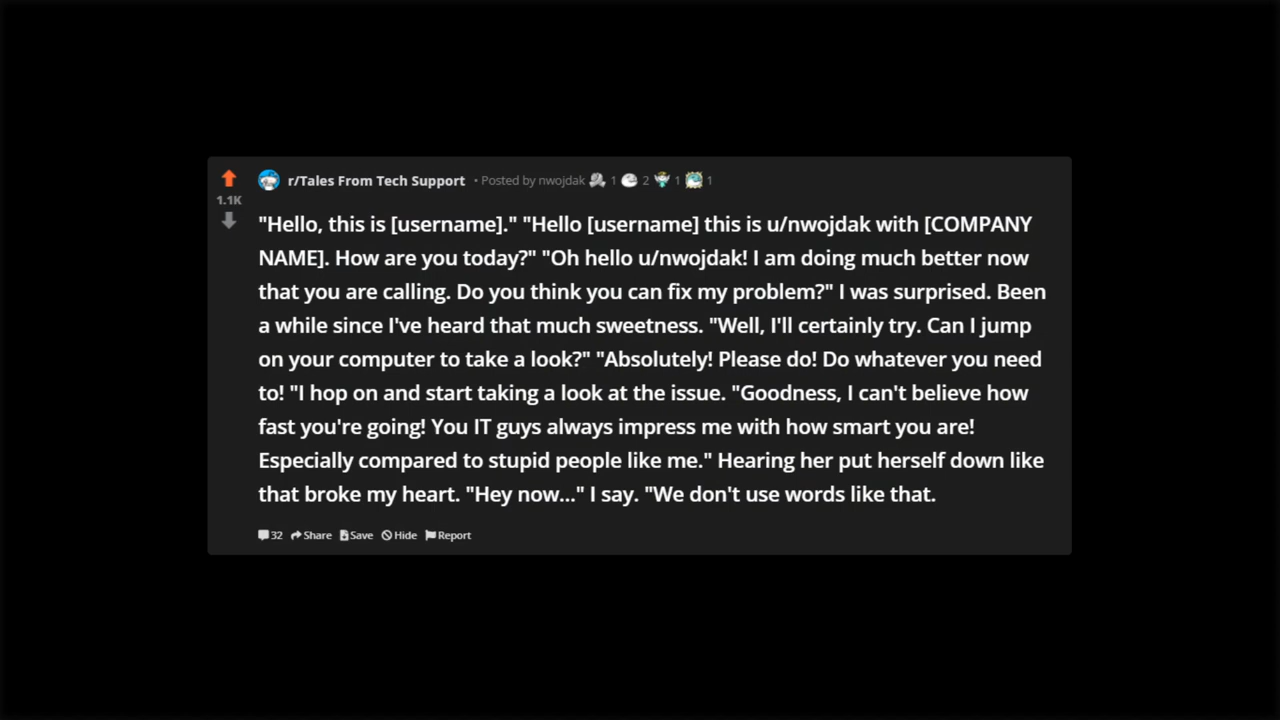 r/Tales From Tech Support • Posted by nwojdak 1 2 1 1
1.1K
"Hello, this is [username]." "Hello [username] this is u/nwojdak with [COMPANY
NAME]. How are you today?" "Oh hello u/nwojdak! I am doing much better now
that you are calling. Do you think you can fix my problem?" I was surprised. Been
a while since I've heard that much sweetness. "Well, I'll certainly try. Can I jump
on your computer to take a look?" "Absolutely! Please do! Do whatever you need
to! "I hop on and start taking a look at the issue. "Goodness, I can't believe how
fast you're going! You IT guys always impress me with how smart you are!
Especially compared to stupid people like me." Hearing her put herself down like
that broke my heart. "Hey now..." I say. "We don't use words like that.
32 Share Save Hide Report